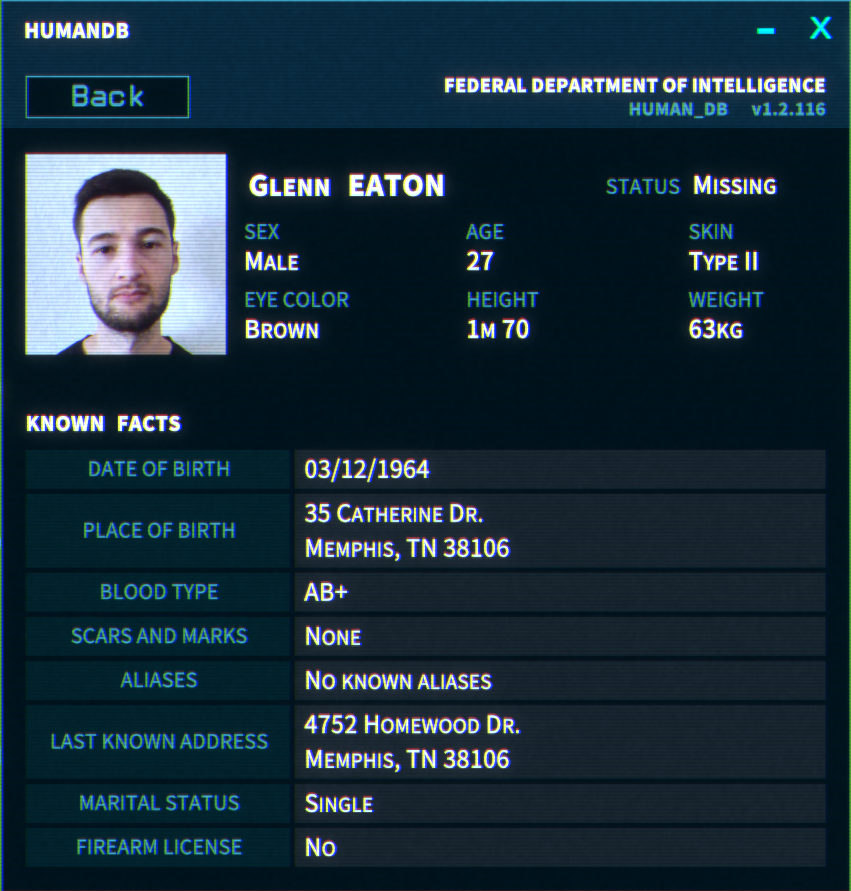 HUMANDB
– X
Back
FEDERAL DEPARTMENT OF INTELLIGENCE
HUMAN_DB v1.2.116
Glenn EATON
STATUS Missing
SEX AGE SKIN
Male 27 Type II
EYE COLOR HEIGHT WEIGHT
Brown 1m 70 63kg
KNOWN FACTS
DATE OF BIRTH 03/12/1964
PLACE OF BIRTH 35 Catherine Dr.
Memphis, TN 38106
BLOOD TYPE AB+
SCARS AND MARKS None
ALIASES No known aliases
LAST KNOWN ADDRESS 4752 Homewood Dr.
Memphis, TN 38106
MARITAL STATUS Single
FIREARM LICENSE No